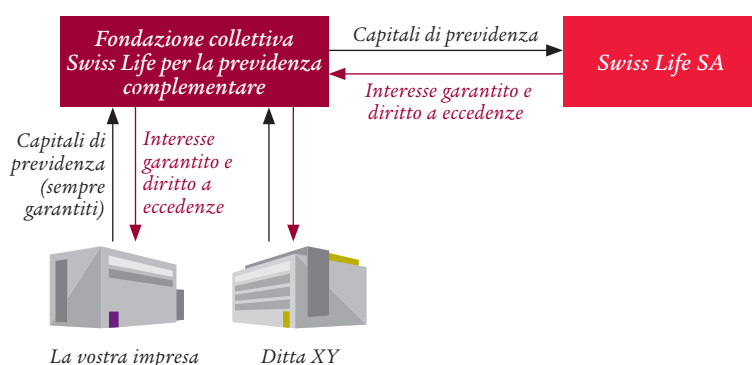 Fondazione collettiva
Swiss Life per la previdenza
complementare
Capitali di previdenza
Swiss Life SA
Interesse garantito e
diritto a eccedenze
Capitali di
previdenza
(sempre
garantiti)
Interesse
garantito e
diritto a
eccedenze
La vostra impresa
Ditta XY